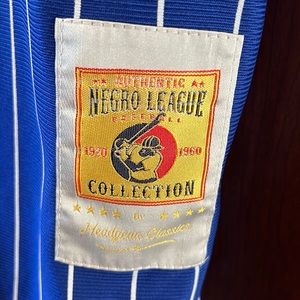 AUTHENTIC
NEGRO LEAGUE
BASEBALL
1920 1960
COLLECTION
BY
Headgear Classics